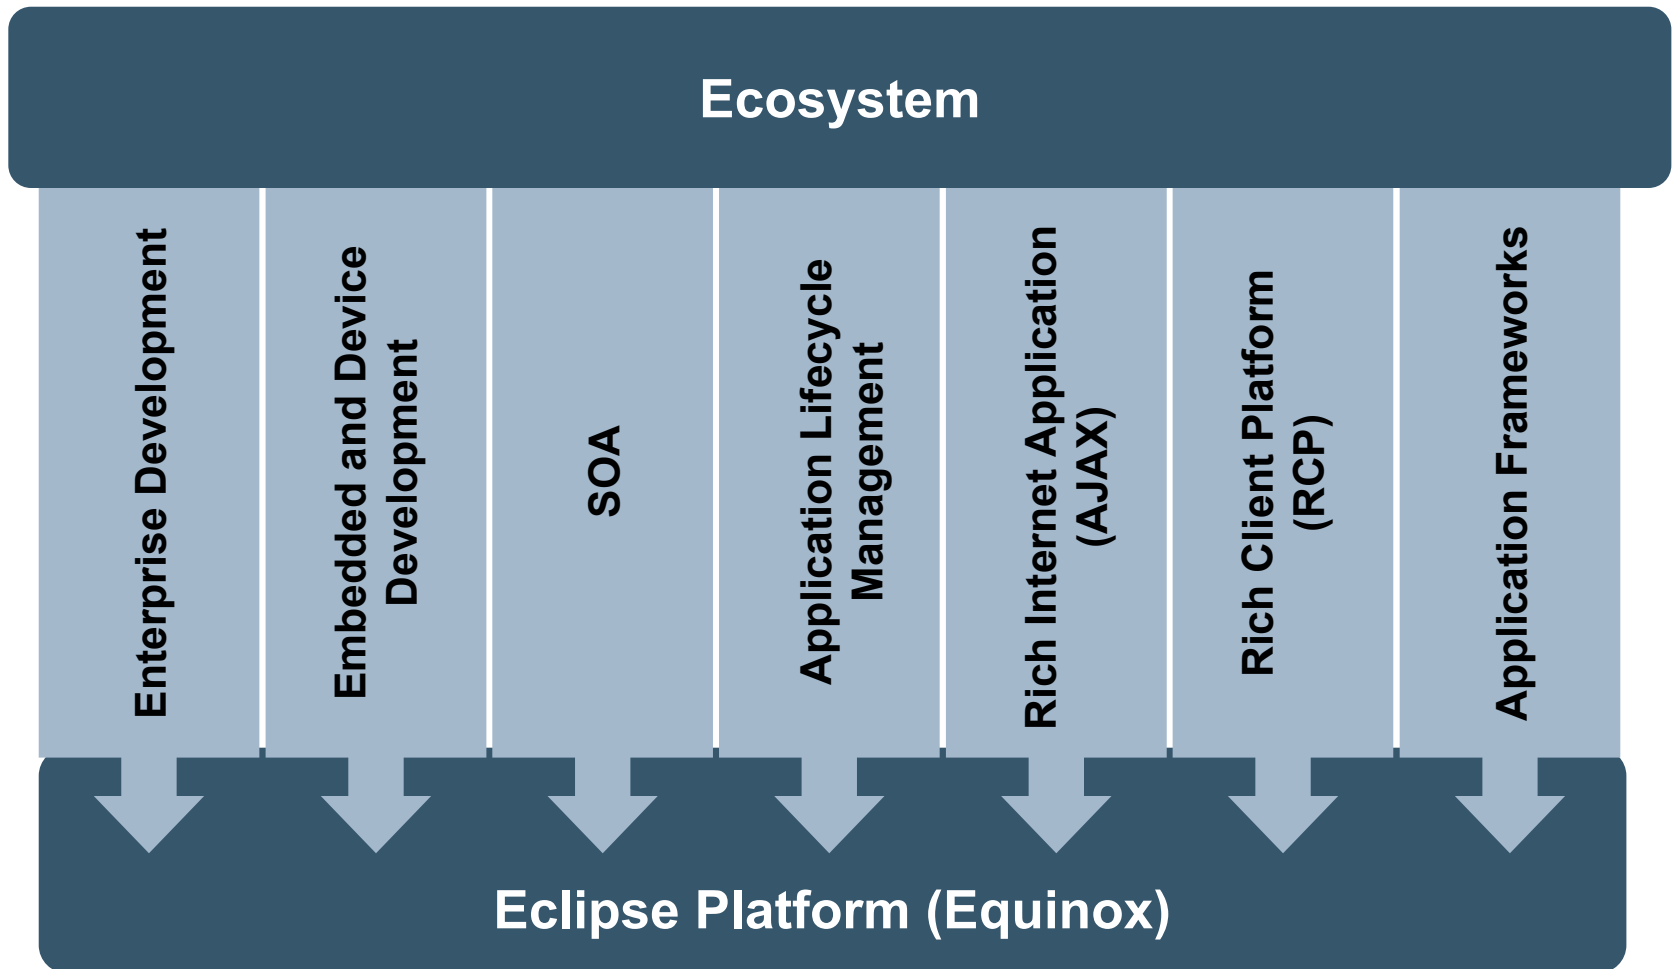 Ecosystem
Enterprise Development
Embedded and Device
Development
SOA
Application Lifecycle
Management
Rich Internet Application
(AJAX)
Rich Client Platform
(RCP)
Application Frameworks
Eclipse Platform (Equinox)